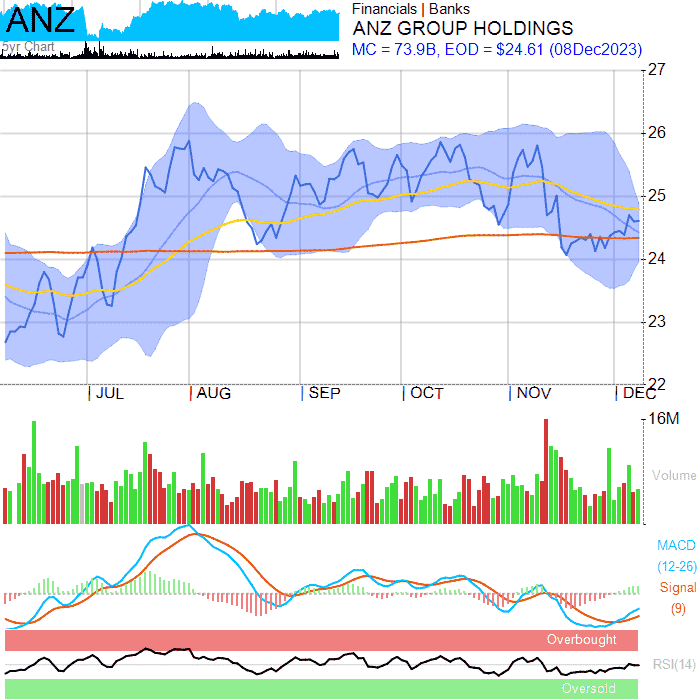 ANZ
5yr Chart
Financials | Banks
ANZ GROUP HOLDINGS
MC = 73.9B, EOD = $24.61 (08Dec2023)
27
26
25
24
23
22
JUL
AUG
SEP
OCT
NOV
DEC
16M
Volume
MACD
(12-26)
Signal
(9)
Overbought
RSI(14)
Oversold